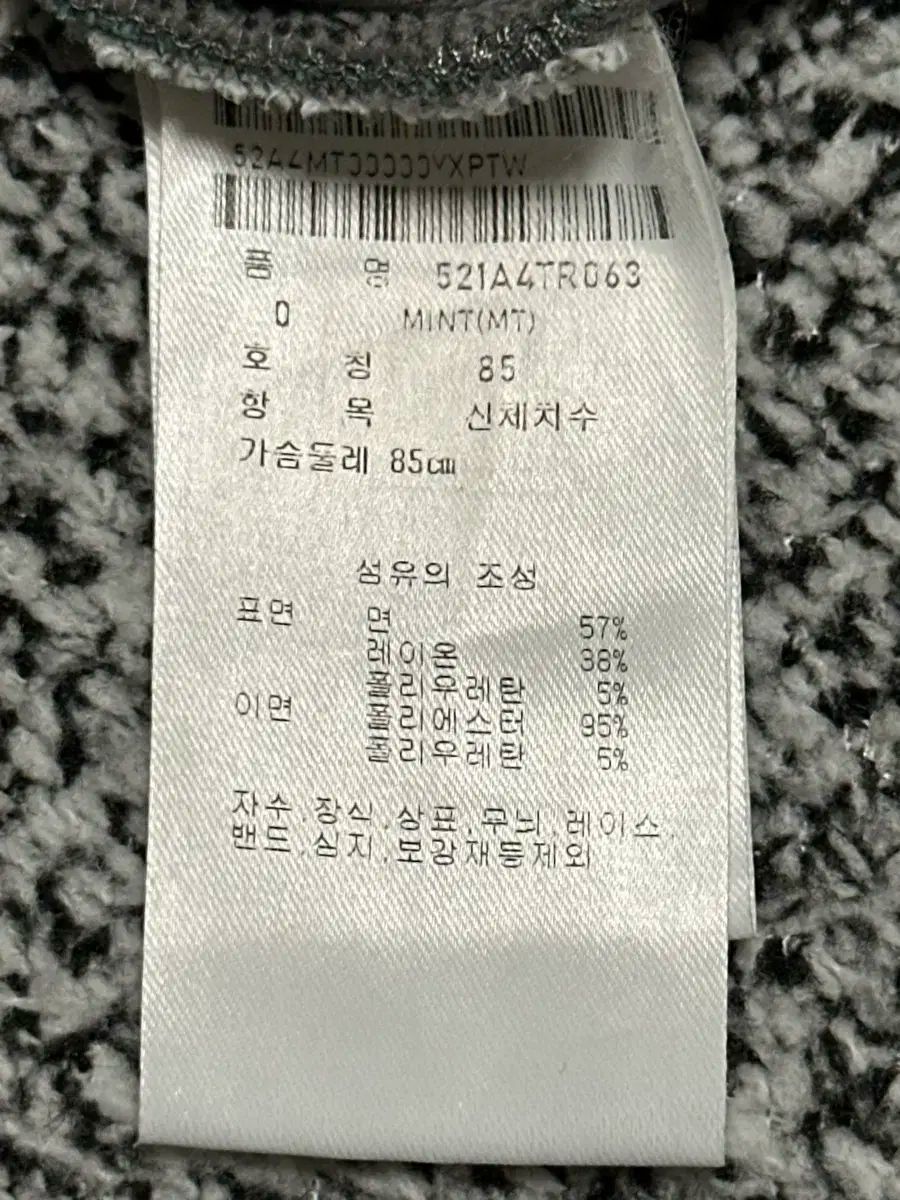 품 명 521A4TR063
0 MINT(MT)
호 칭 85
항 목 신체치수
가슴둘레 85㎝
섬유의 조성
표면 면 57%
레이온 38%
폴리우레탄 5%
이면 폴리에스터 95%
폴리우레탄 5%
자수,장식,상표,무늬,레이스,
밴드,심지,보강재등제외